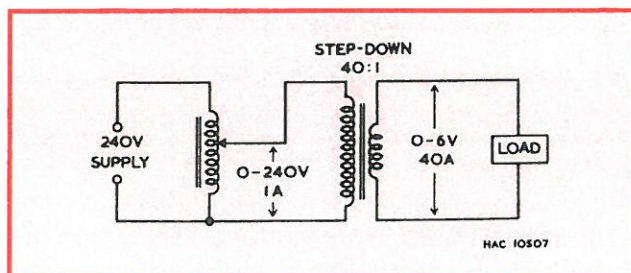 STEP-DOWN
40:1
240V
SUPPLY
0-240V
1A
0-6V
40A
LOAD
HAC 10507